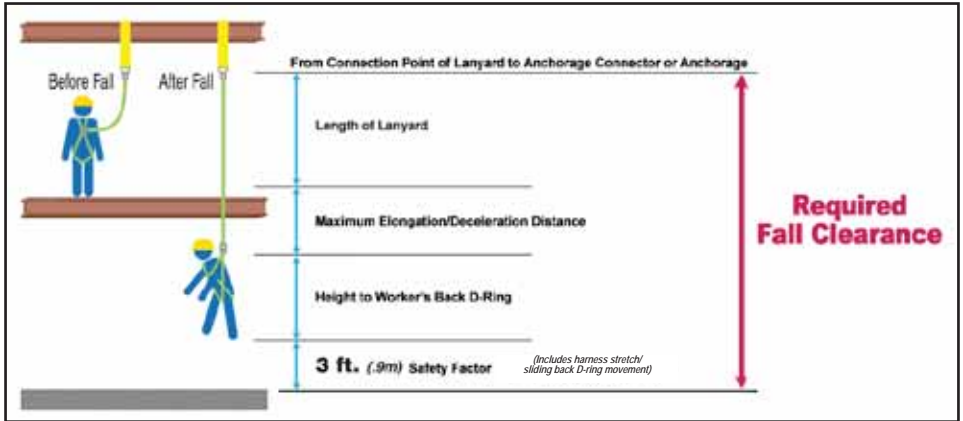 From Connection Point of Lanyard to Anchorage Connector or Anchorage
Before Fall
After Fall
Length of Lanyard
Maximum Elongation/Deceleration Distance
Required
Fall Clearance
Height to Worker's Back D-Ring
3 ft. (.9m) Safety Factor
(Includes harness stretch/
sliding back D-ring movement)